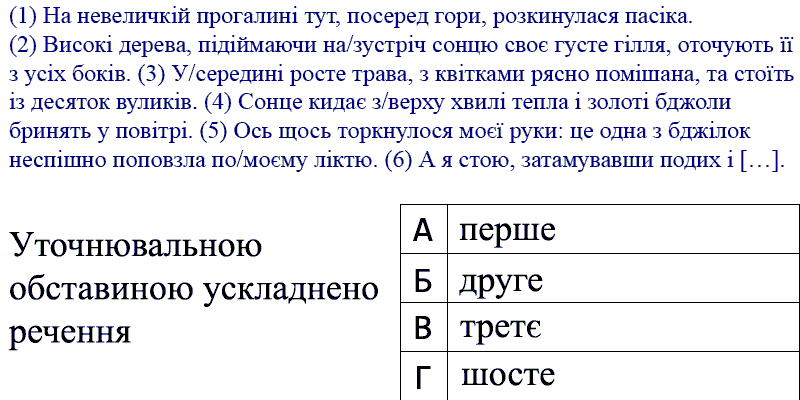 (1) На невеличкій прогалині тут, посеред гори, розкинулася пасіка.
(2) Високі дерева, підіймаючи на/зустріч сонцю своє густе гілля, оточують її
з усіх боків. (3) У/середині росте трава, з квітками рясно помішана, та стоїть
із десяток вуликів. (4) Сонце кидає з/верху хвилі тепла і золоті бджоли
бринять у повітрі. (5) Ось щось торкнулося моєї руки: це одна з бджілок
неспішно поповзла по/моєму ліктю. (6) А я стою, затамувавши подих і […].
Уточнювальною
обставиною ускладнено
речення
А перше
Б друге
В третє
Г шосте